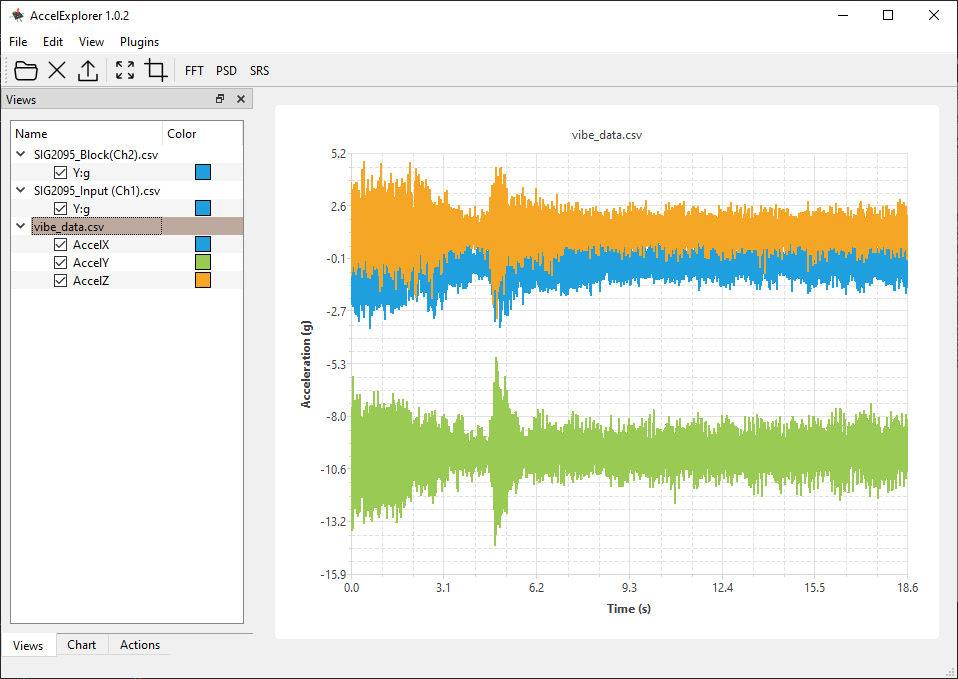 AccelExplorer 1.0.2
File Edit View Plugins
FFT PSD SRS
Views
Name Color
SIG2095_Block(Ch2).csv
Y:g
SIG2095_Input (Ch1).csv
Y:g
vibe_data.csv
AccelX
AccelY
AccelZ
Views Chart Actions
vibe_data.csv
5.2
2.6
-0.1
-2.7
-5.3
-8.0
-10.6
-13.2
-15.9
Acceleration (g)
0.0 3.1 6.2 9.3 12.4 15.5 18.6
Time (s)